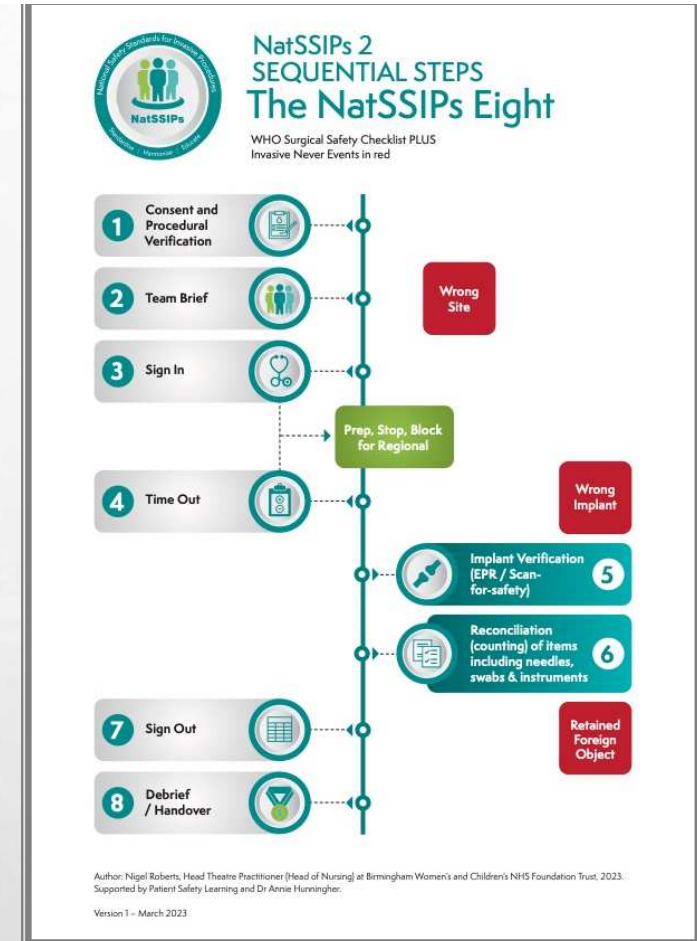 National Safety Standards for Invasive Procedures
NatSSIPs
Standardise | Harmonise | Educate
NatSSIPs 2
SEQUENTIAL STEPS
The NatSSIPs Eight
WHO Surgical Safety Checklist PLUS
Invasive Never Events in red
1
Consent and
Procedural
Verification
2
Team Brief
Wrong
Site
3
Sign In
Prep, Stop, Block
for Regional
4
Time Out
Wrong
Implant
Implant Verification
(EPR / Scan-
for-safety)
5
Reconciliation
(counting) of items
including needles,
swabs & instruments
6
7
Sign Out
Retained
Foreign
Object
8
Debrief
/ Handover
Author: Nigel Roberts, Head Theatre Practitioner (Head of Nursing) at Birmingham Women's and Children's NHS Foundation Trust, 2023.
Supported by Patient Safety Learning and Dr Annie Hunningher.
Version 1 – March 2023